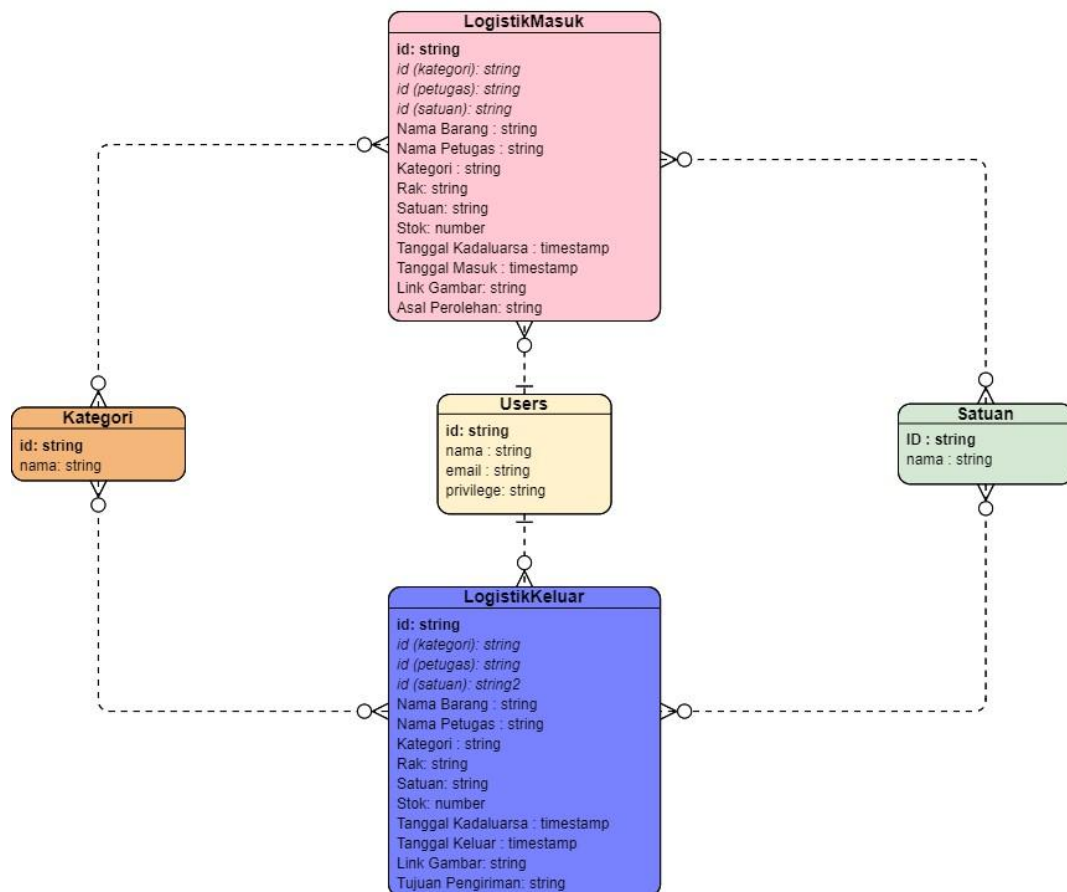 LogistikMasuk
id: string
id (kategori): string
id (petugas): string
id (satuan): string
Nama Barang : string
Nama Petugas : string
Kategori : string
Rak: string
Satuan: string
Stok: number
Tanggal Kadaluarsa : timestamp
Tanggal Masuk : timestamp
Link Gambar: string
Asal Perolehan: string
Kategori
id: string
nama: string
Users
id: string
nama : string
email : string
privilege: string
Satuan
ID : string
nama : string
LogistikKeluar
id: string
id (kategori): string
id (petugas): string
id (satuan): string2
Nama Barang : string
Nama Petugas : string
Kategori : string
Rak: string
Satuan: string
Stok: number
Tanggal Kadaluarsa : timestamp
Tanggal Keluar : timestamp
Link Gambar: string
Tujuan Pengiriman: string